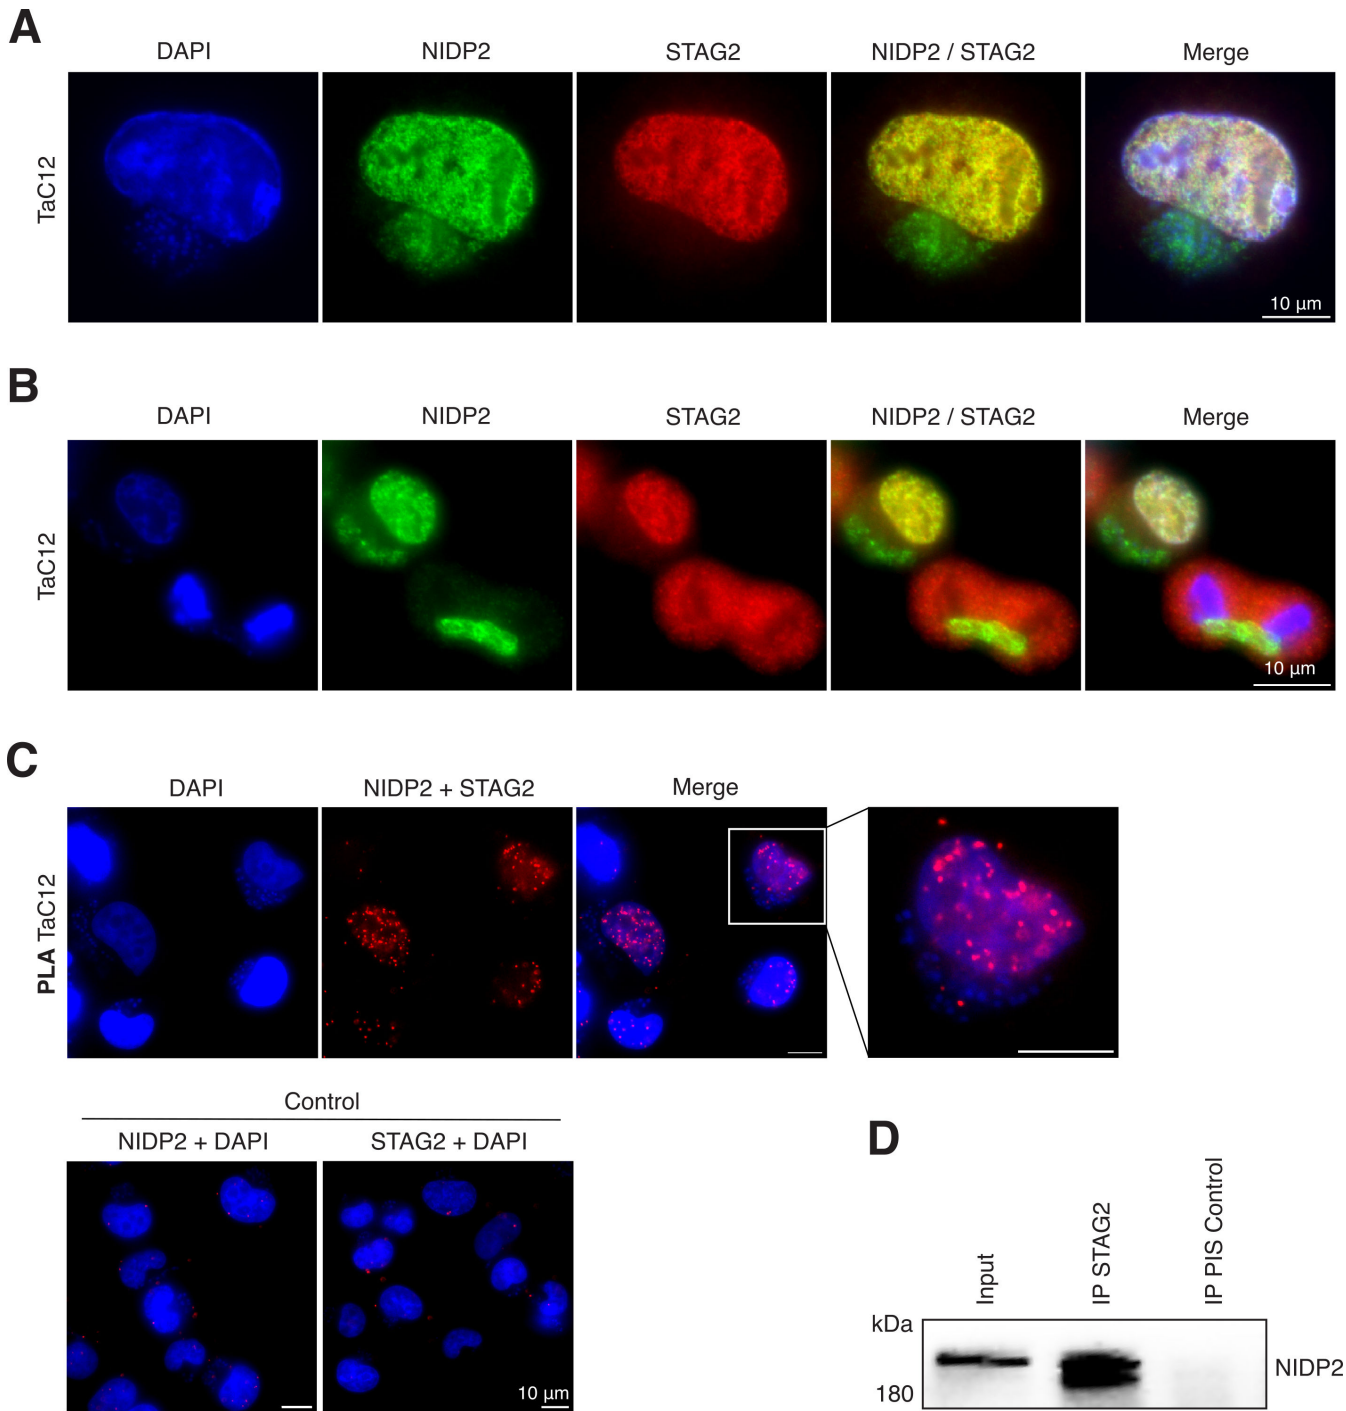 A
DAPI NIDP2 STAG2 NIDP2 / STAG2 Merge
TaC12
10 µm
B
DAPI NIDP2 STAG2 NIDP2 / STAG2 Merge
TaC12
10 µm
C
DAPI NIDP2 + STAG2 Merge
PLA TaC12
Control
NIDP2 + DAPI STAG2 + DAPI
10 µm
D
Input IP STAG2 IP PIS Control
kDa
NIDP2
180